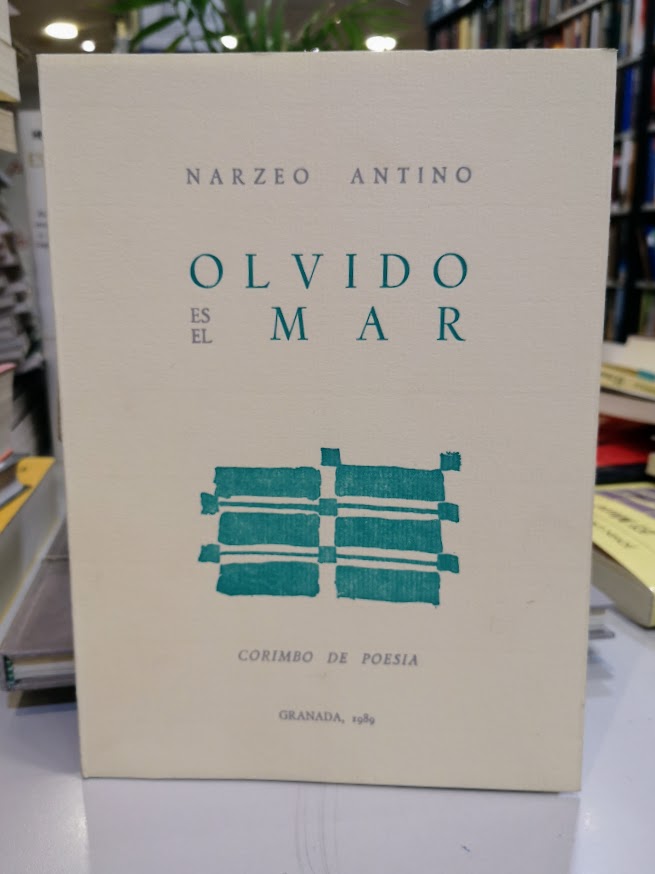 NARZEO ANTINO
OLVIDO
ES
EL
MAR
CORIMBO DE POESIA
GRANADA, 1989